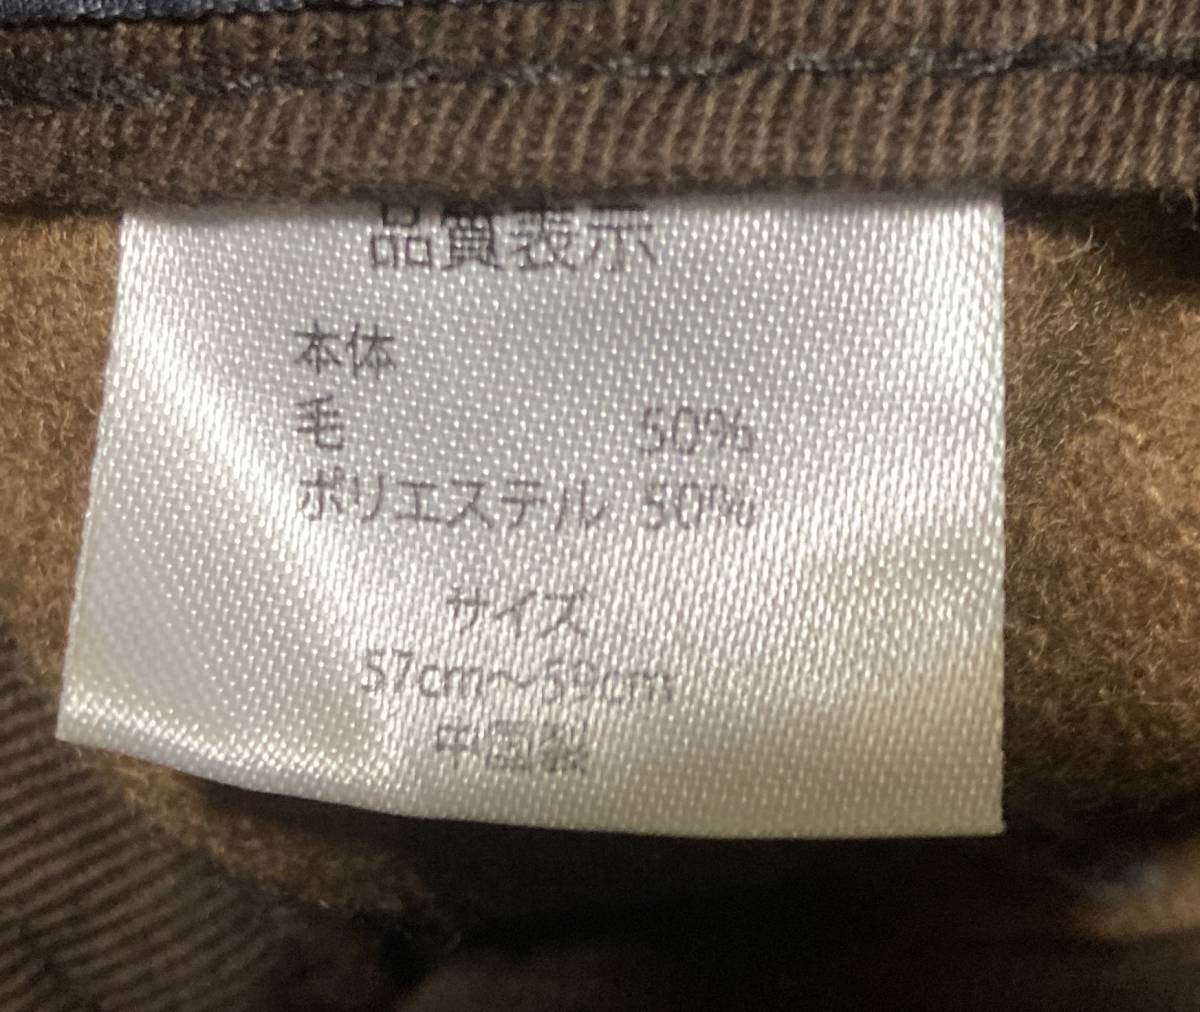 品質表示
本体
毛 50%
ポリエステル 50%
サイズ
57cm～59cm
中国製